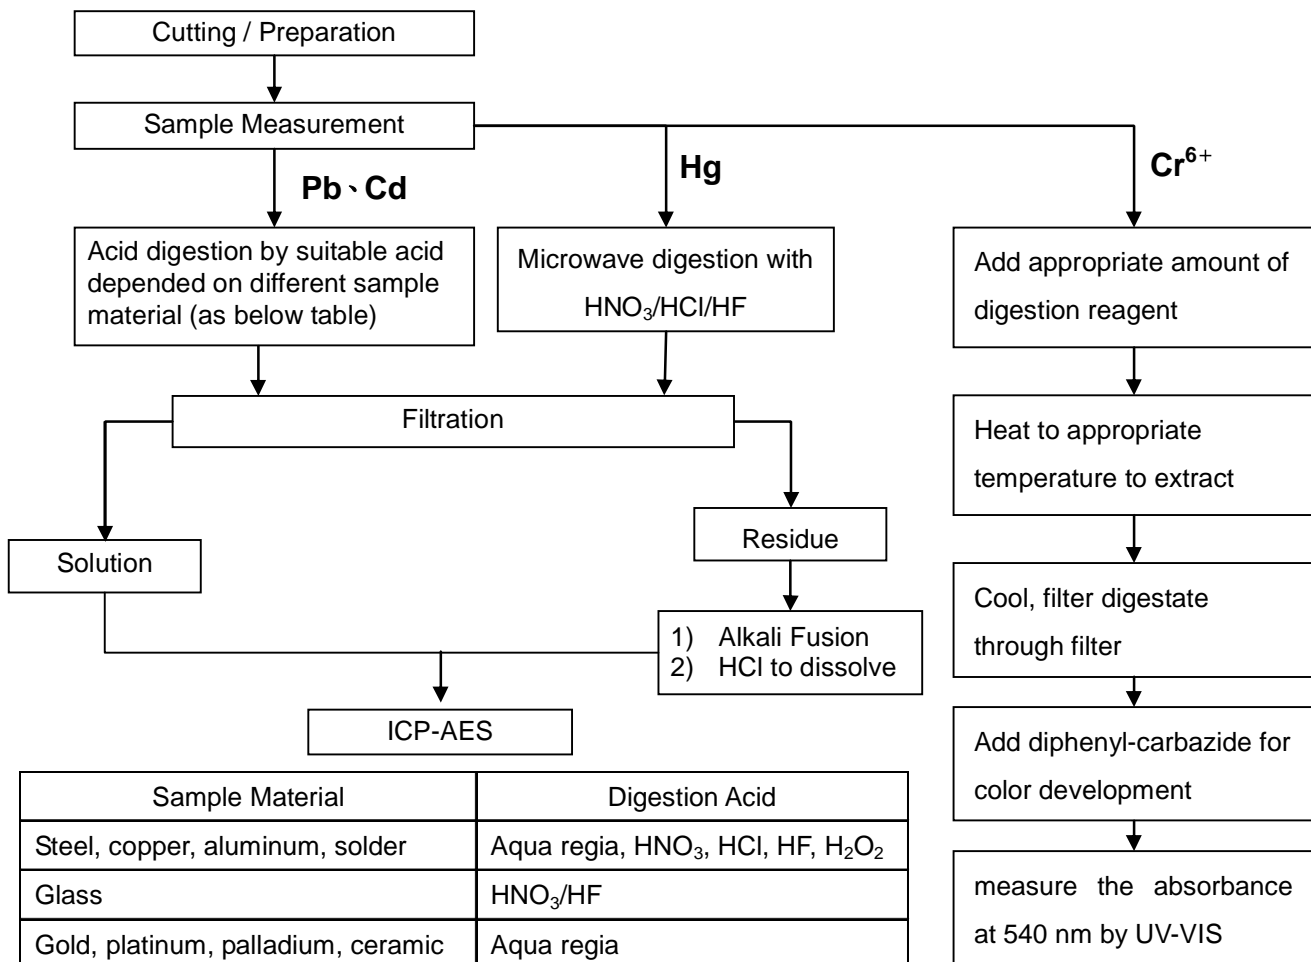 Cutting / Preparation
Sample Measurement
Pb、Cd
Hg
Cr⁶⁺
Acid digestion by suitable acid
depended on different sample
material (as below table)
Microwave digestion with
HNO₃/HCl/HF
Add appropriate amount of
digestion reagent
Filtration
Heat to appropriate
temperature to extract
Solution
Residue
1) Alkali Fusion
2) HCl to dissolve
Cool, filter digestate
through filter
ICP-AES
Add diphenyl-carbazide for
color development
Sample Material Digestion Acid
Steel, copper, aluminum, solder Aqua regia, HNO₃, HCl, HF, H₂O₂
Glass HNO₃/HF
Gold, platinum, palladium, ceramic Aqua regia
measure the absorbance
at 540 nm by UV-VIS